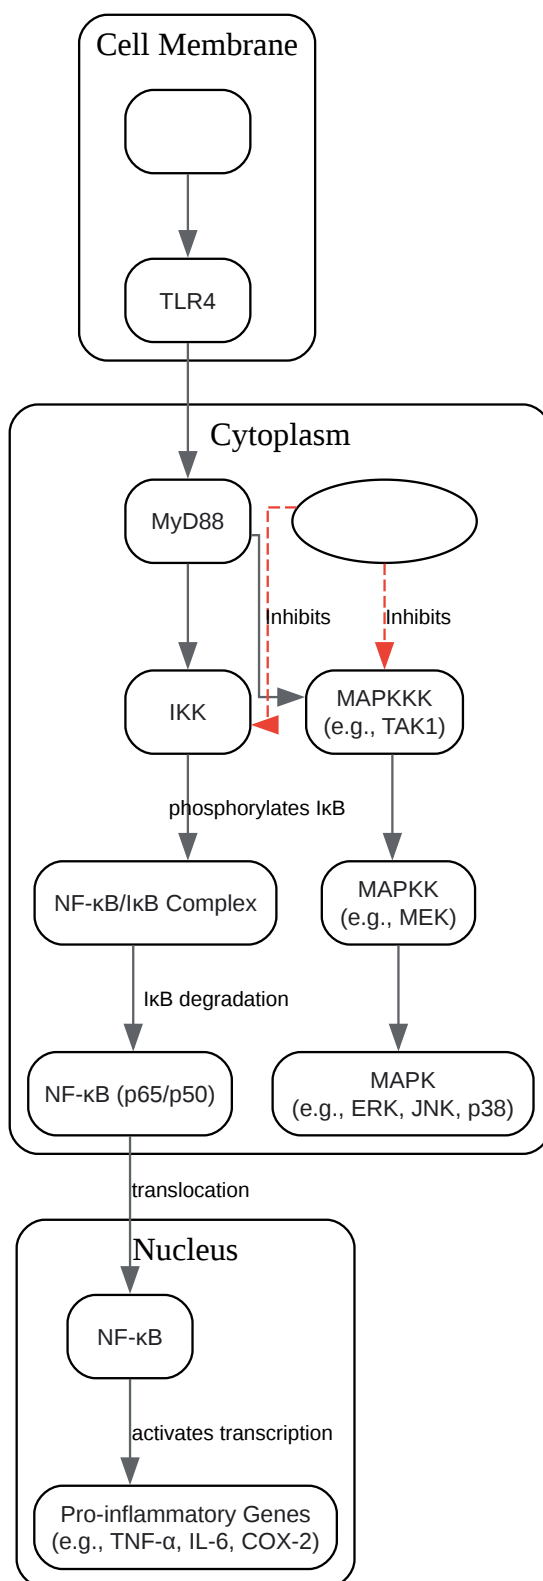 Cell Membrane
TLR4
Cytoplasm
MyD88
Inhibits
Inhibits
IKK
MAPKKK
(e.g., TAK1)
phosphorylates IκB
NF-κB/IκB Complex
MAPKK
(e.g., MEK)
IκB degradation
NF-κB (p65/p50)
MAPK
(e.g., ERK, JNK, p38)
translocation
Nucleus
NF-κB
activates transcription
Pro-inflammatory Genes
(e.g., TNF-α, IL-6, COX-2)